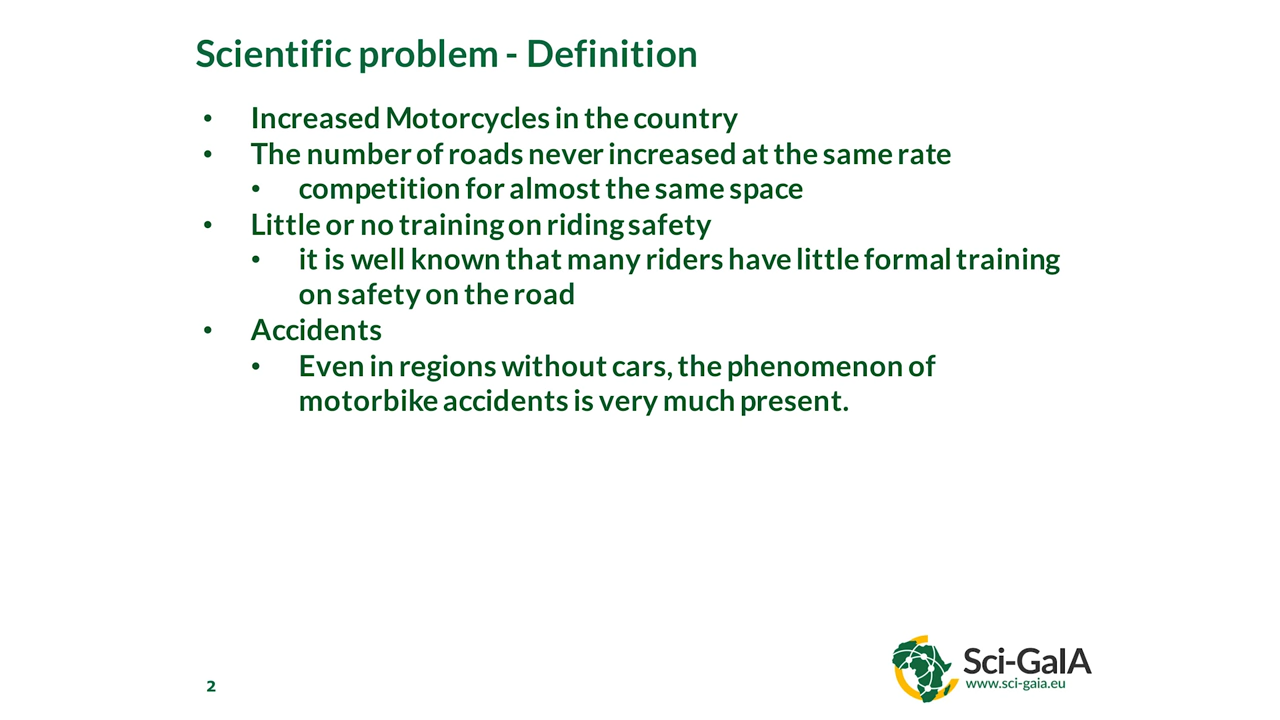 Scientific problem - Definition
• Increased Motorcycles in the country
• The number of roads never increased at the same rate
• competition for almost the same space
• Little or no training on riding safety
• it is well known that many riders have little formal training
on safety on the road
• Accidents
• Even in regions without cars, the phenomenon of
motorbike accidents is very much present.
2
Sci-GaIA
www.sci-gaia.eu